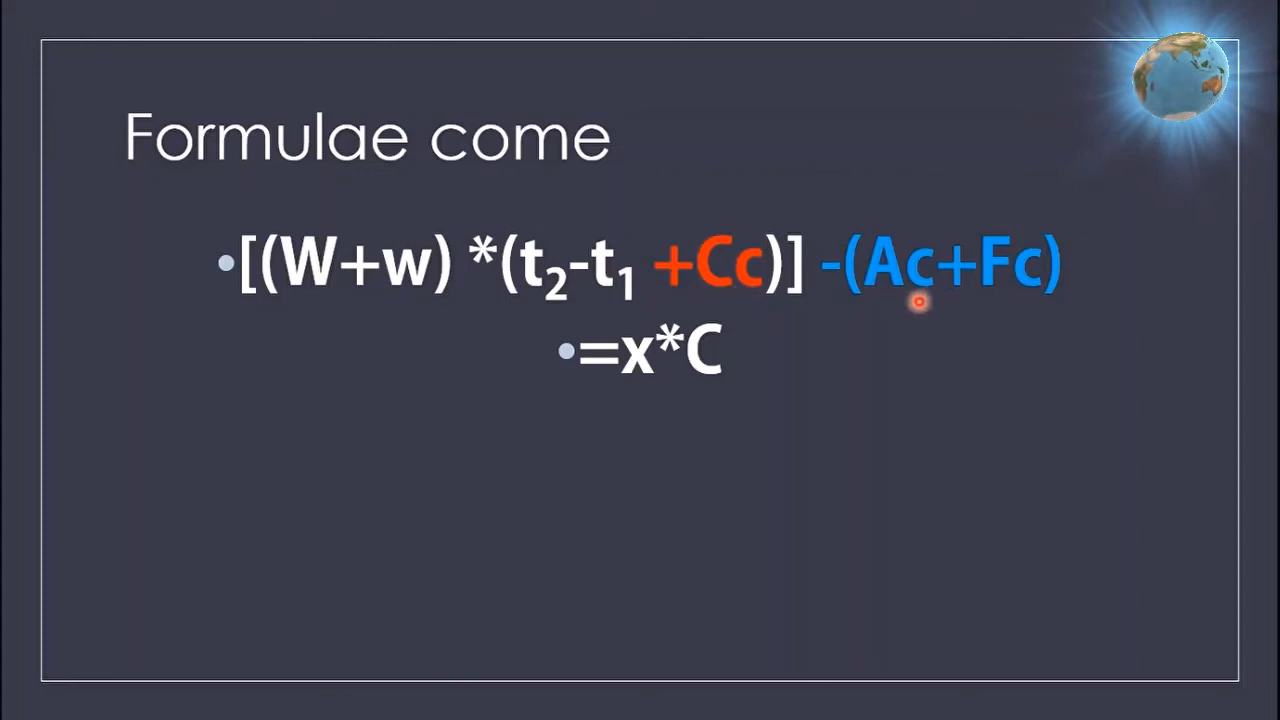 Formulae come
•[(W+w) *(t₂-t₁ +Cc)] -(Ac+Fc)
•=x*C